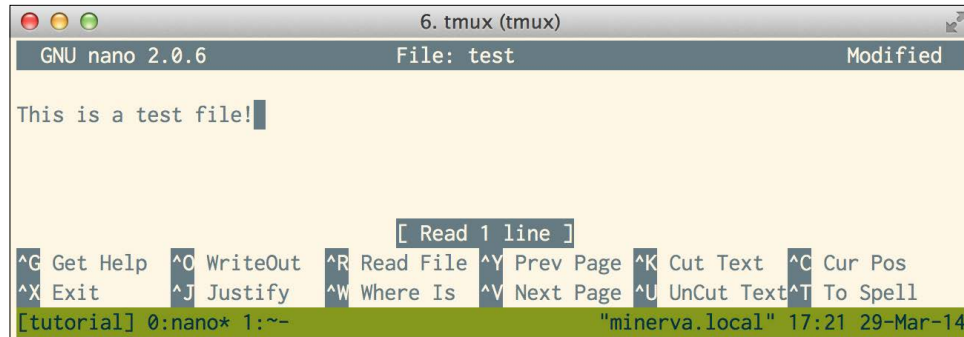 6. tmux (tmux)
GNU nano 2.0.6 File: test Modified
This is a test file!
[ Read 1 line ]
^G Get Help ^O WriteOut ^R Read File ^Y Prev Page ^K Cut Text ^C Cur Pos
^X Exit ^J Justify ^W Where Is ^V Next Page ^U UnCut Text ^T To Spell
[tutorial] 0:nano* 1:~- "minerva.local" 17:21 29-Mar-14